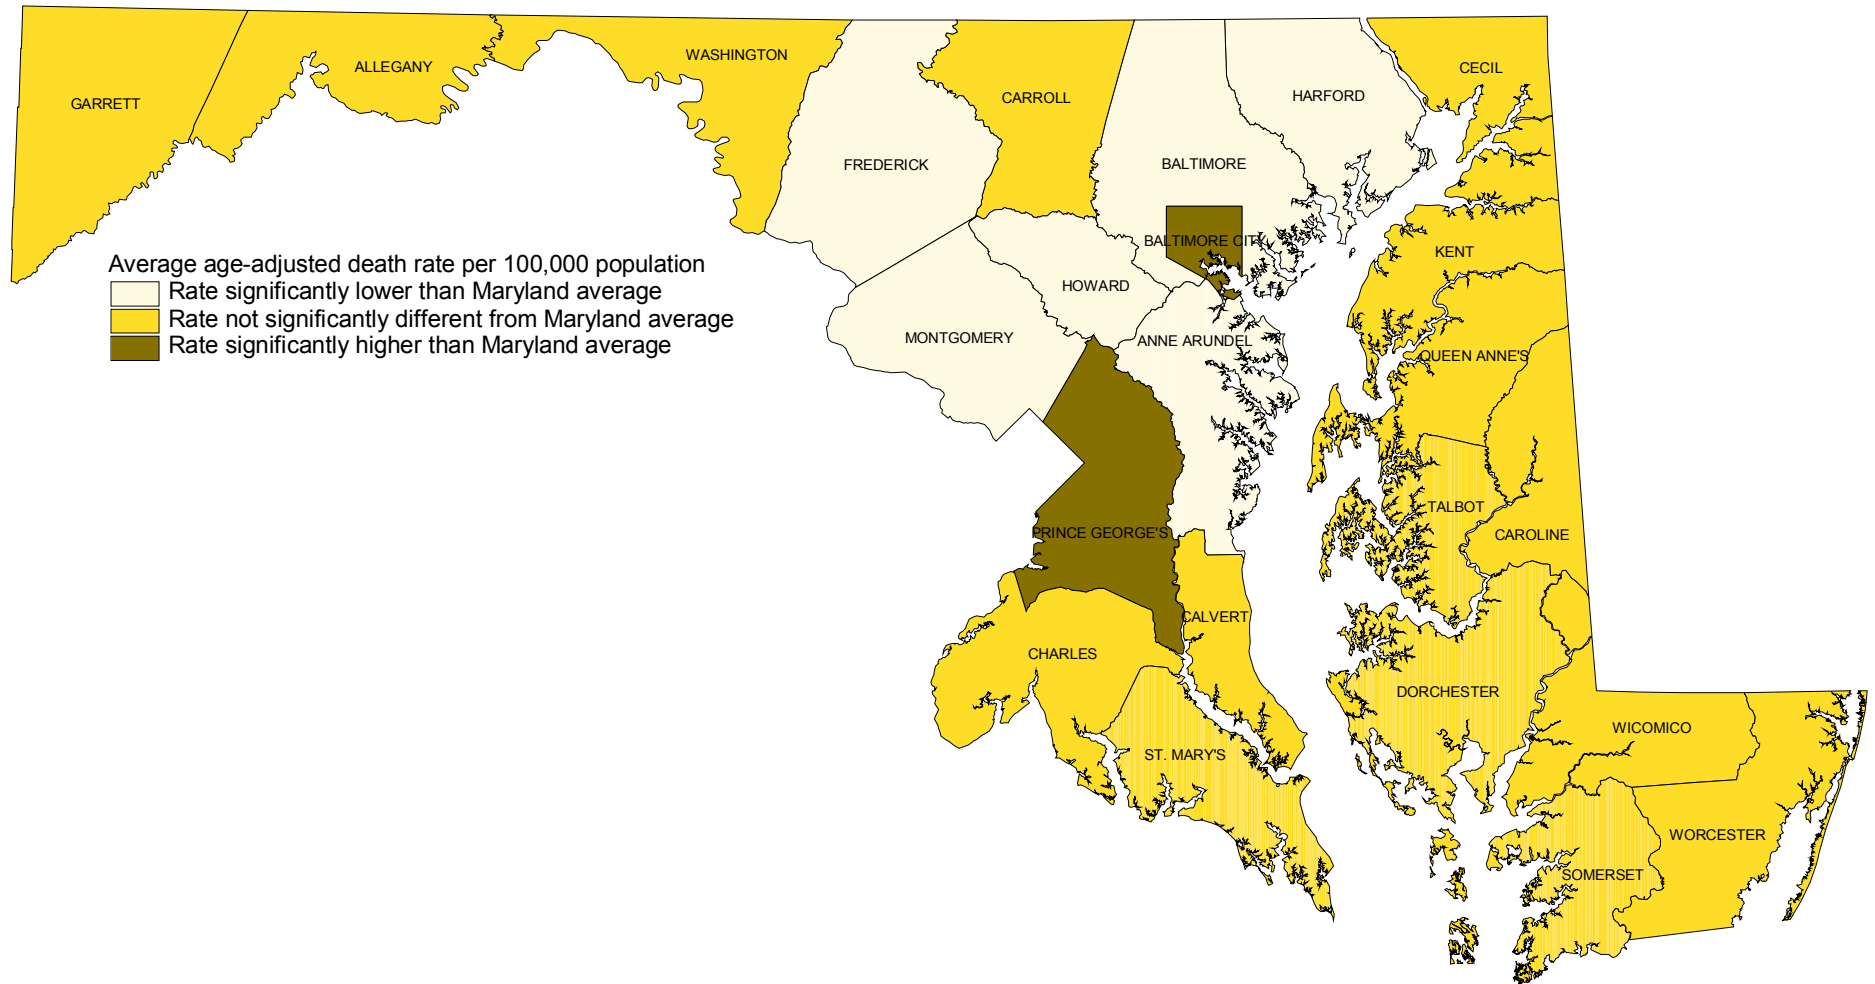 WASHINGTON
ALLEGANY
CECIL
GARRETT
CARROLL
HARFORD
FREDERICK
BALTIMORE
BALTIMORE CITY
KENT
Average age-adjusted death rate per 100,000 population
Rate significantly lower than Maryland average
Rate not significantly different from Maryland average
Rate significantly higher than Maryland average
HOWARD
MONTGOMERY
ANNE ARUNDEL
QUEEN ANNE'S
TALBOT
PRINCE GEORGE'S
CAROLINE
CALVERT
CHARLES
DORCHESTER
WICOMICO
ST. MARY'S
WORCESTER
SOMERSET